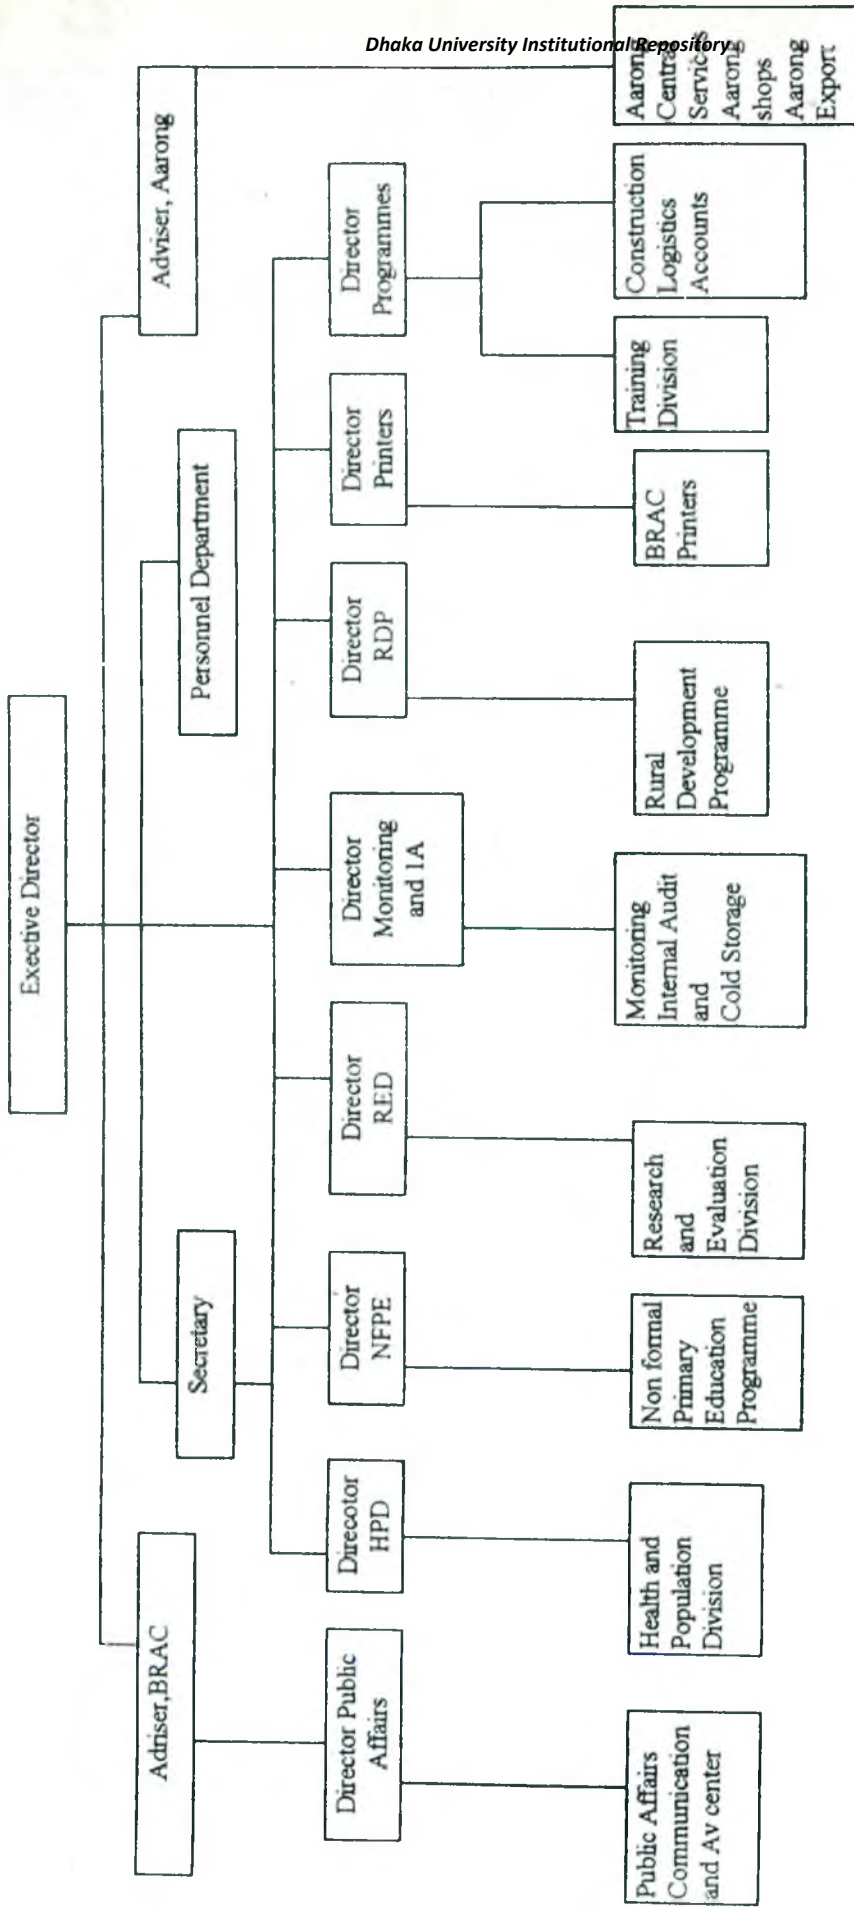 Dhaka University Institutional Repository
Exective Director
Adriser,BRAC
Adviser, Aarong
Secretary
Personnel Department
Director Public
Affairs
Direcotor
HPD
Director
NFPE
Director
RED
Director
Monitoring
and 1A
Director
RDP
Director
Printers
Director
Programmes
Public Affairs
Communication
and Av center
Health and
Population
Division
Non formal
Primary
Education
Programme
Research
and
Evaluation
Division
Monitoring
Internal Audit
and
Cold Storage
Rural
Development
Programme
BRAC
Printers
Training
Division
Construction
Logistics
Accounts
Aarong
Central
Services
Aarong
shops
Aarong
Export